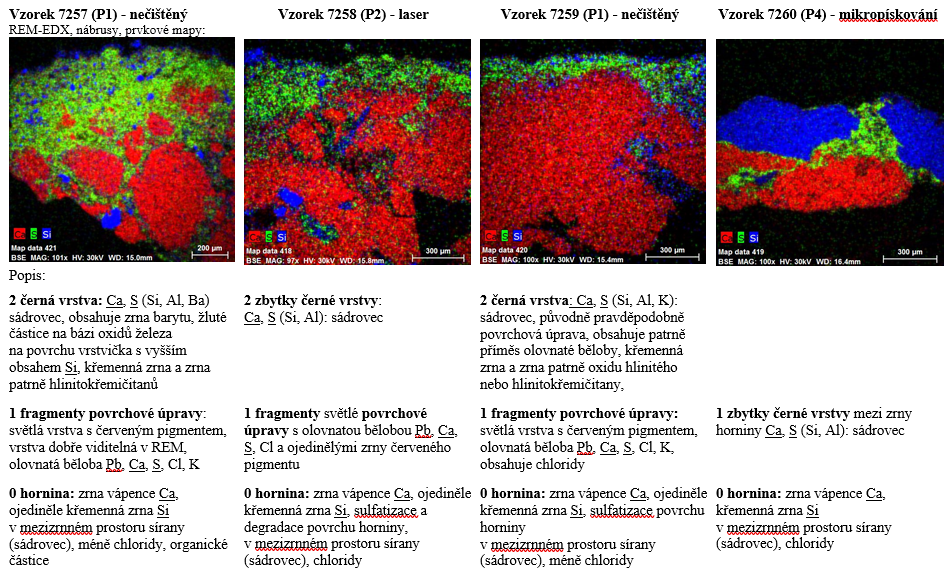 Vzorek 7257 (P1) - nečištěný
REM-EDX, nábrusy, prvkové mapy:
Ca S Si
Map data 421
BSE MAG: 101x HV: 30kV WD: 15.0mm
200 µm
Popis:
2 černá vrstva: Ca, S (Si, Al, Ba)
sádrovec, obsahuje zrna barytu, žluté
částice na bázi oxidů železa
na povrchu vrstvička s vyšším
obsahem Si, křemenná zrna a zrna
patrně hlinitokřemičitanů
1 fragmenty povrchové úpravy:
světlá vrstva s červeným pigmentem,
vrstva dobře viditelná v REM,
olovnatá běloba Pb, Ca, S, Cl, K
0 hornina: zrna vápence Ca,
ojediněle křemenná zrna Si
v mezizrnném prostoru sírany
(sádrovec), méně chloridy, organické
částice
Vzorek 7258 (P2) - laser
Ca S Si
Map data 418
BSE MAG: 97x HV: 30kV WD: 15.8mm
300 µm
2 zbytky černé vrstvy:
Ca, S (Si, Al): sádrovec
1 fragmenty světlé povrchové
úpravy s olovnatou bělobou Pb, Ca,
S, Cl a ojedinělými zrny červeného
pigmentu
0 hornina: zrna vápence Ca, ojediněle
křemenná zrna Si, sulfatizace a
degradace povrchu horniny,
v mezizrnném prostoru sírany
(sádrovec), chloridy
Vzorek 7259 (P1) - nečištěný
Ca S Si
Map data 420
BSE MAG: 100x HV: 30kV WD: 15.4mm
300 µm
2 černá vrstva: Ca, S (Si, Al, K):
sádrovec, původně pravděpodobně
povrchová úprava, obsahuje patrně
příměs olovnaté běloby, křemenná
zrna a zrna patrně oxidu hlinitého
nebo hlinitokřemičitany,
1 fragmenty povrchové úpravy:
světlá vrstva s červeným pigmentem,
olovnatá běloba Pb, Ca, S, Cl, K,
obsahuje chloridy
0 hornina: zrna vápence Ca, ojediněle
křemenná zrna Si, sulfatizace povrchu
horniny
v mezizrnném prostoru sírany
(sádrovec), méně chloridy
Vzorek 7260 (P4) - mikropískování
Ca S Si
Map data 419
BSE MAG: 100x HV: 30kV WD: 16.4mm
300 µm
1 zbytky černé vrstvy mezi zrny
horniny Ca, S (Si, Al): sádrovec
0 hornina: zrna vápence Ca,
křemenná zrna Si
v mezizrnném prostoru sírany
(sádrovec), chloridy